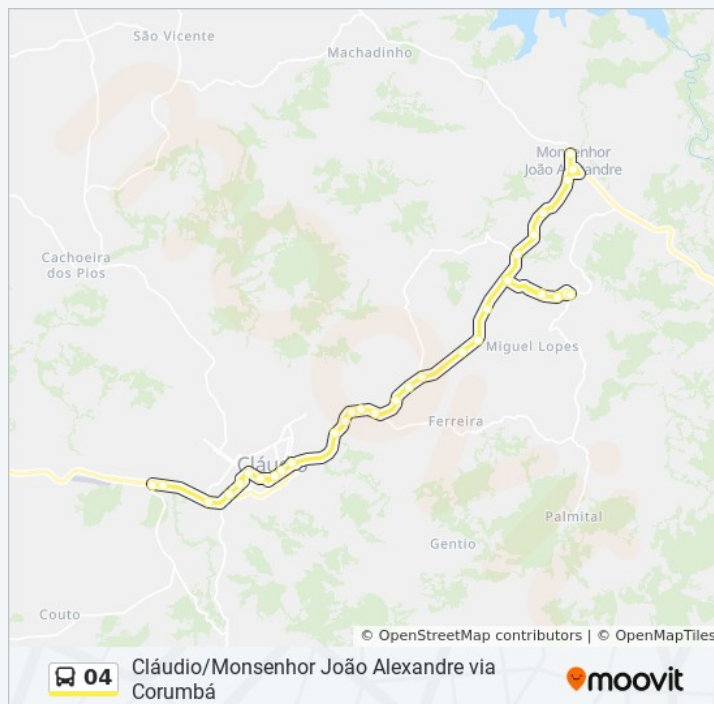 São Vicente
Machadinho
Monsenhor
João Alexandre
Cachoeira
dos Pios
Miguel Lopes
Ferreira
Cláudio
Palmital
Gentio
Couto
© OpenStreetMap contributors | © OpenMapTiles
04
Cláudio/Monsenhor João Alexandre via
Corumbá
moovit